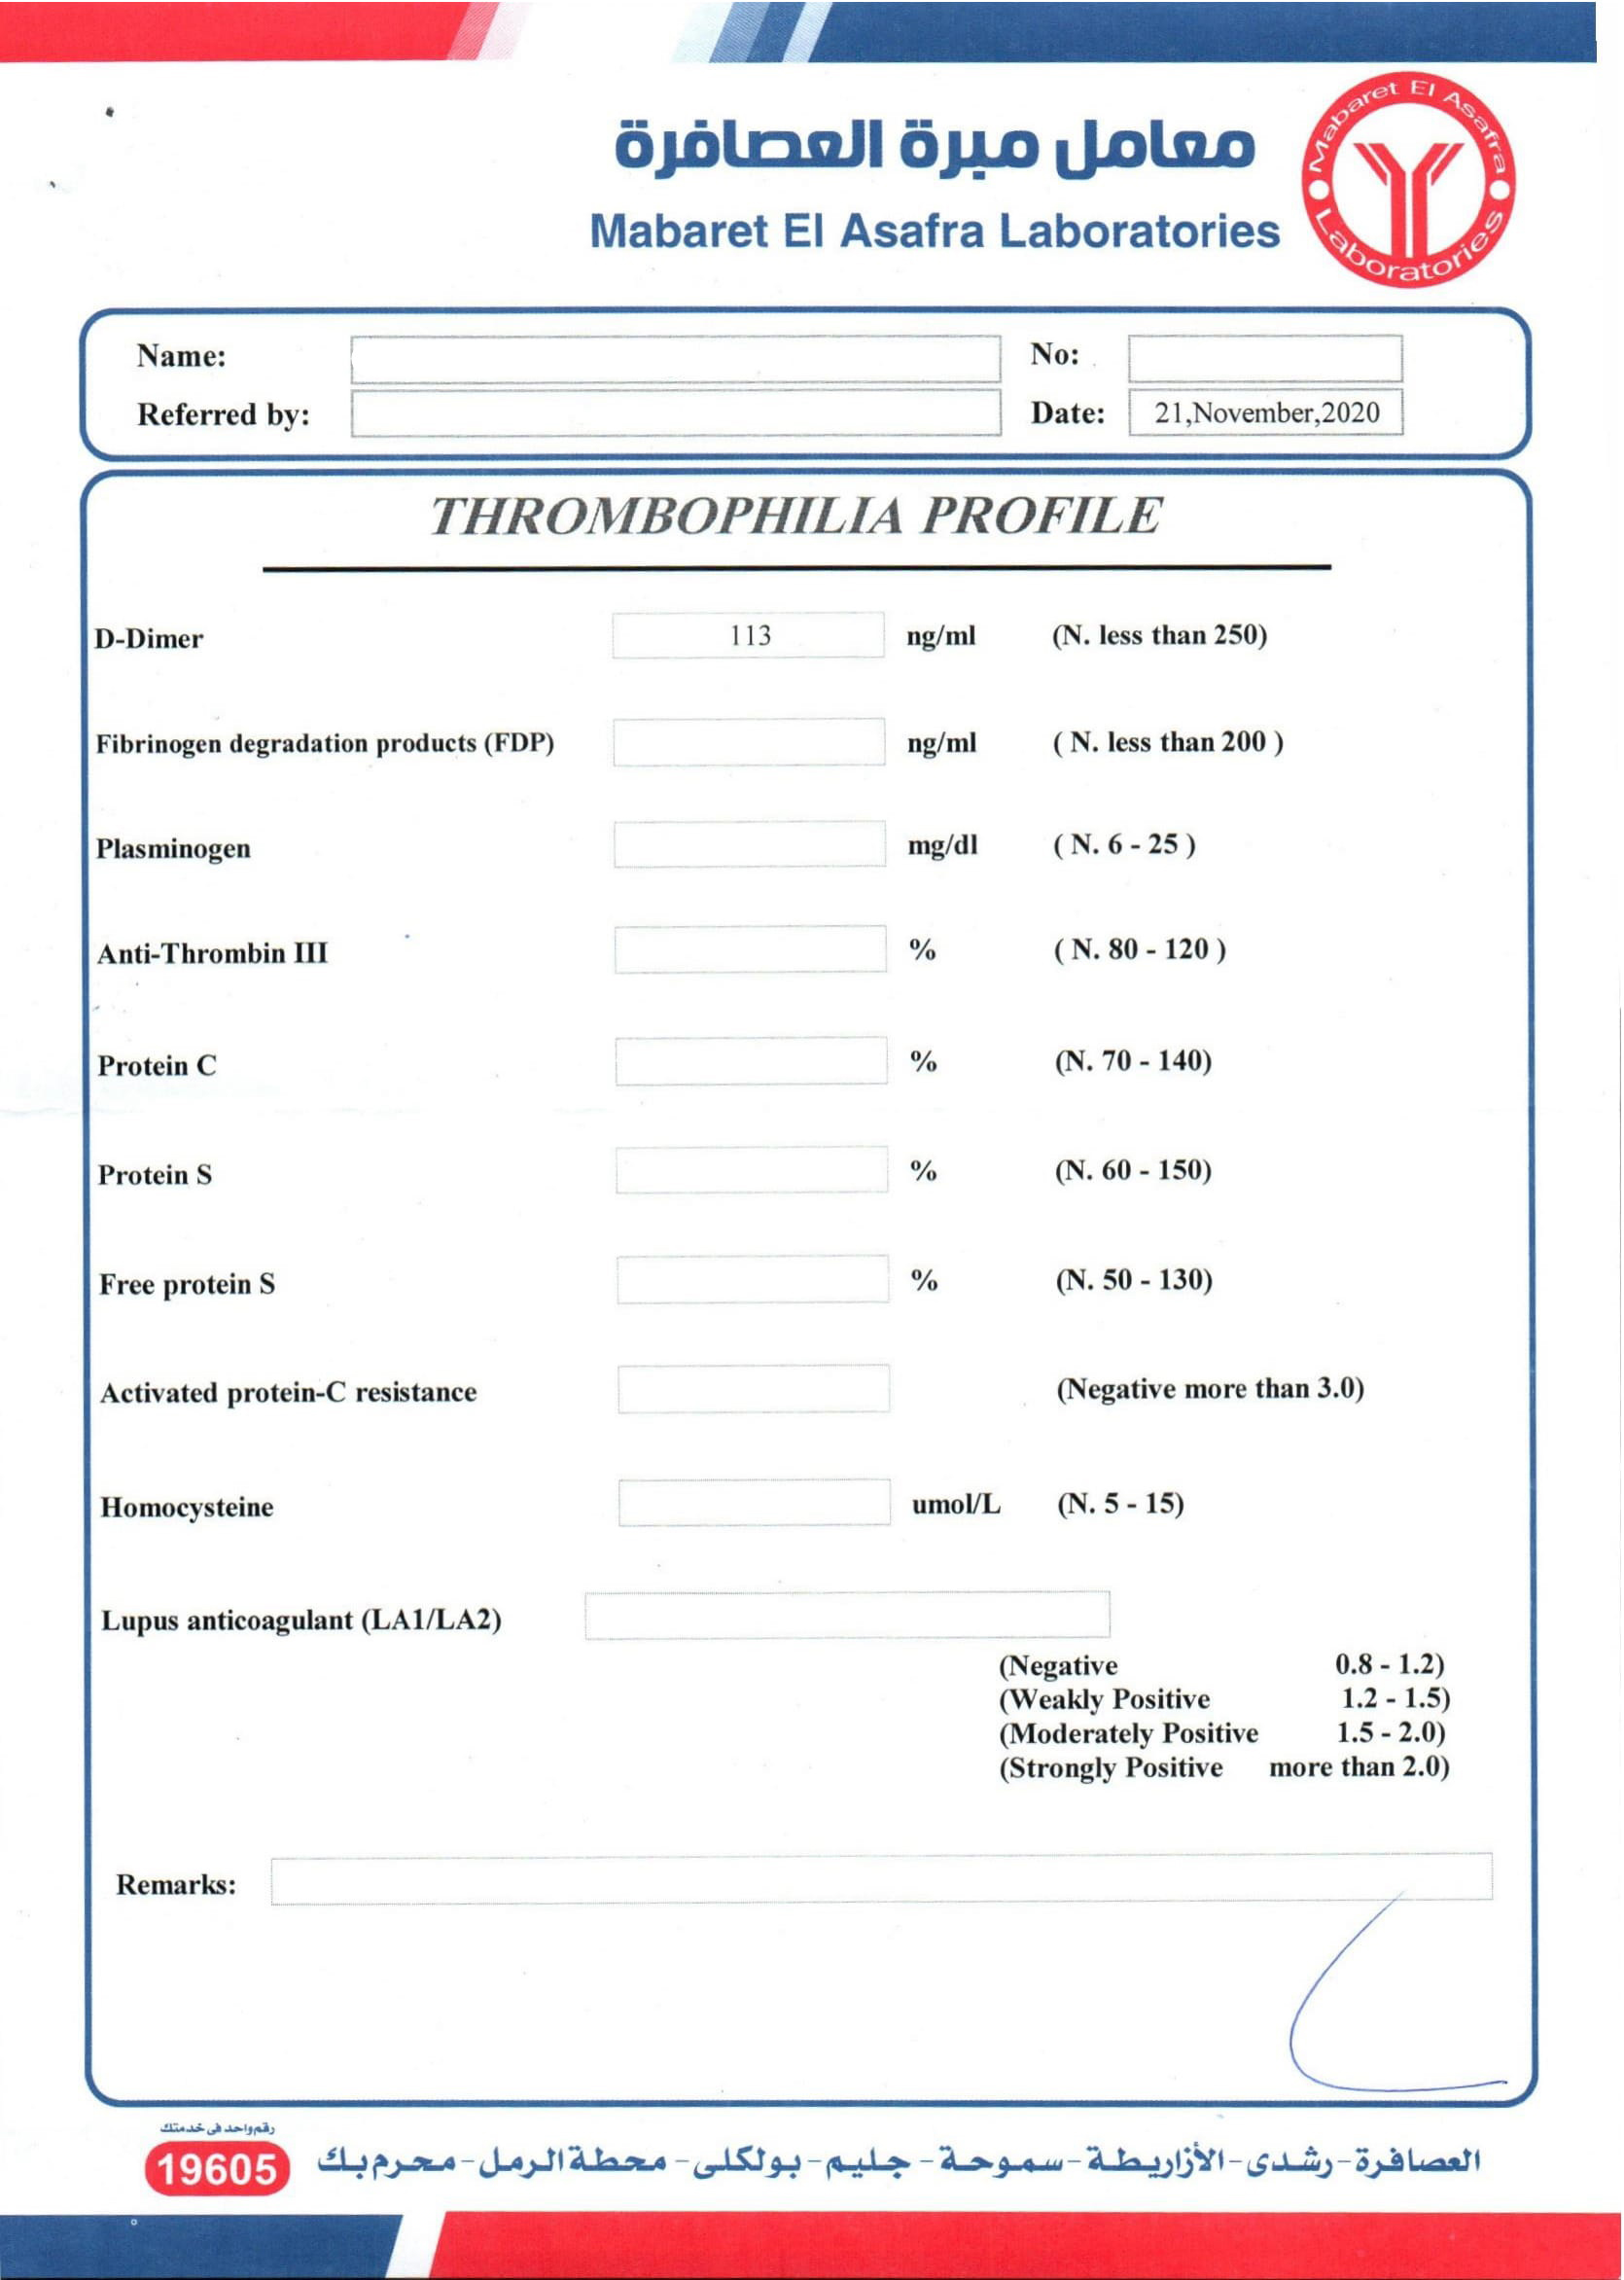 معامل مبرة العصافرة
Mabaret El Asafra Laboratories
Mabaret El Asafra
Laboratories
Name:
No:
Referred by:
Date: 21,November,2020
THROMBOPHILIA PROFILE
D-Dimer 113 ng/ml (N. less than 250)
Fibrinogen degradation products (FDP) ng/ml ( N. less than 200 )
Plasminogen mg/dl ( N. 6 - 25 )
Anti-Thrombin III % ( N. 80 - 120 )
Protein C % (N. 70 - 140)
Protein S % (N. 60 - 150)
Free protein S % (N. 50 - 130)
Activated protein-C resistance (Negative more than 3.0)
Homocysteine umol/L (N. 5 - 15)
Lupus anticoagulant (LA1/LA2)
(Negative 0.8 - 1.2)
(Weakly Positive 1.2 - 1.5)
(Moderately Positive 1.5 - 2.0)
(Strongly Positive more than 2.0)
Remarks:
رقم واحد فى خدمتك
19605
العصافرة - رشدى - الأزاريطة - سموحة - جليم - بولكلى - محطة الرمل - محرم بك